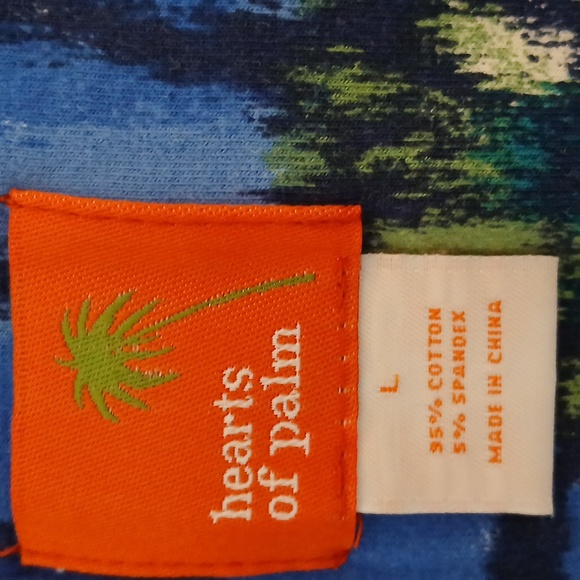 hearts
of palm
L
95% COTTON
5% SPANDEX
MADE IN CHINA